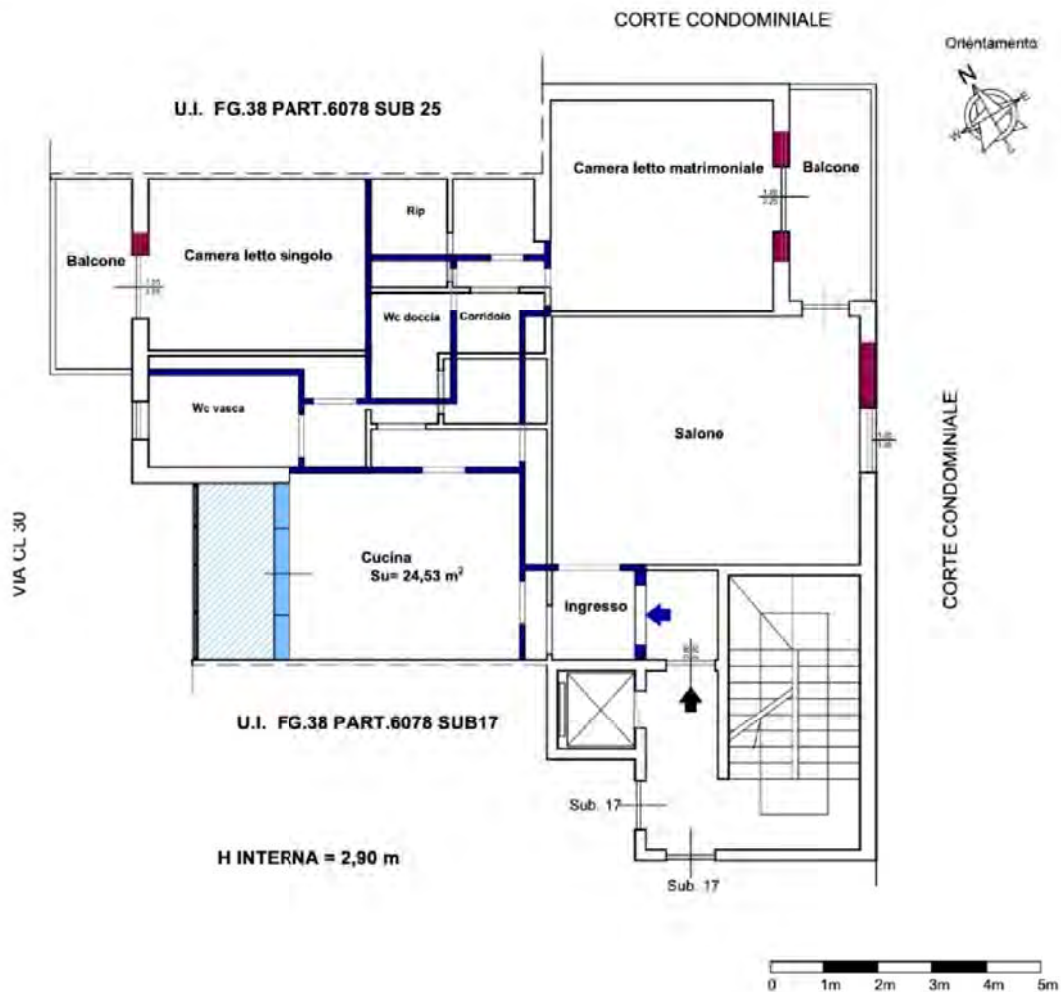 CORTE CONDOMINIALE
Orientamento
N
E
W
U.I. FG.38 PART.6078 SUB 25
Camera letto matrimoniale
Balcone
Rip
Balcone
Camera letto singolo
Wc doccia
Corridoio
Wc vasca
Salone
CORTE CONDOMINIALE
VIA CL 30
Cucina
Su= 24,53 m²
Ingresso
U.I. FG.38 PART.6078 SUB17
Sub. 17
H INTERNA = 2,90 m
Sub. 17
0 1m 2m 3m 4m 5m